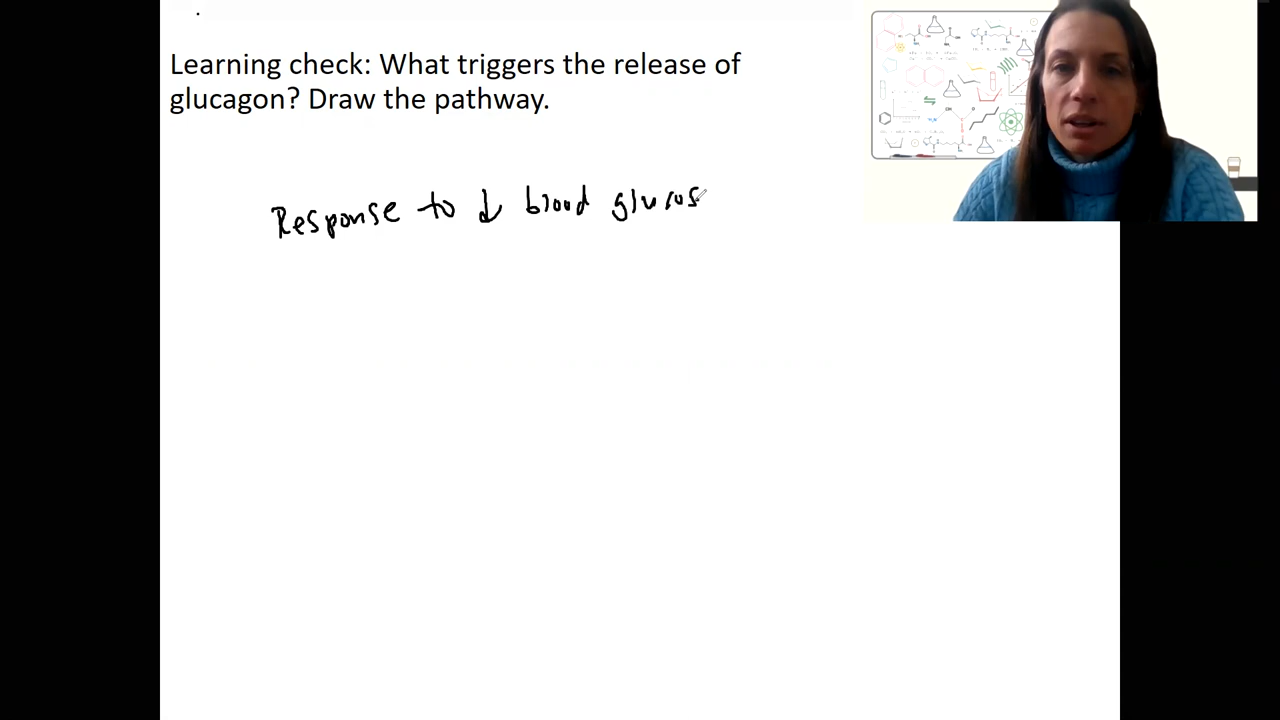 Learning check: What triggers the release of
glucagon? Draw the pathway.
Response to ↓ blood glucos